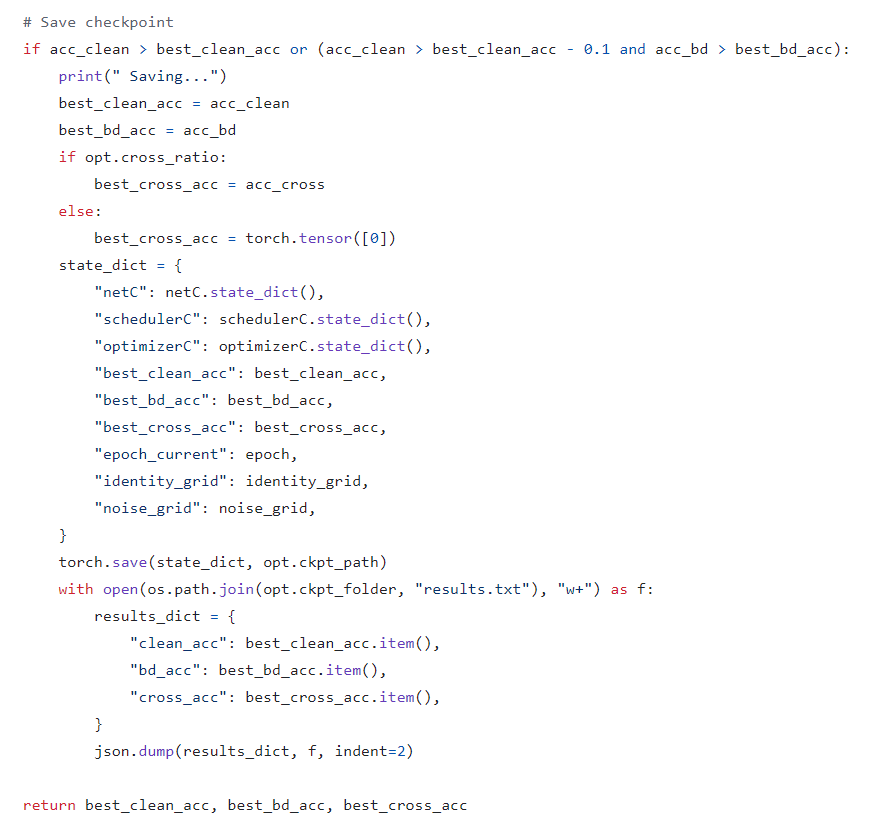 # Save checkpoint
if acc_clean > best_clean_acc or (acc_clean > best_clean_acc - 0.1 and acc_bd > best_bd_acc):
    print(" Saving...")
    best_clean_acc = acc_clean
    best_bd_acc = acc_bd
    if opt.cross_ratio:
        best_cross_acc = acc_cross
    else:
        best_cross_acc = torch.tensor([0])
    state_dict = {
        "netC": netC.state_dict(),
        "schedulerC": schedulerC.state_dict(),
        "optimizerC": optimizerC.state_dict(),
        "best_clean_acc": best_clean_acc,
        "best_bd_acc": best_bd_acc,
        "best_cross_acc": best_cross_acc,
        "epoch_current": epoch,
        "identity_grid": identity_grid,
        "noise_grid": noise_grid,
    }
    torch.save(state_dict, opt.ckpt_path)
    with open(os.path.join(opt.ckpt_folder, "results.txt"), "w+") as f:
        results_dict = {
            "clean_acc": best_clean_acc.item(),
            "bd_acc": best_bd_acc.item(),
            "cross_acc": best_cross_acc.item(),
        }
        json.dump(results_dict, f, indent=2)
return best_clean_acc, best_bd_acc, best_cross_acc